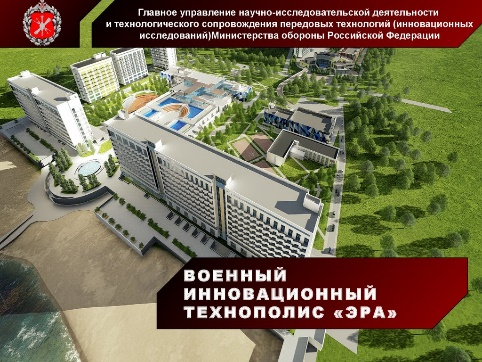 Главное управление научно-исследовательской деятельности
и технологического сопровождения передовых технологий (инновационных
исследований)Министерства обороны Российской Федерации
ВОЕННЫЙ
ИННОВАЦИОННЫЙ
ТЕХНОПОЛИС «ЭРА»